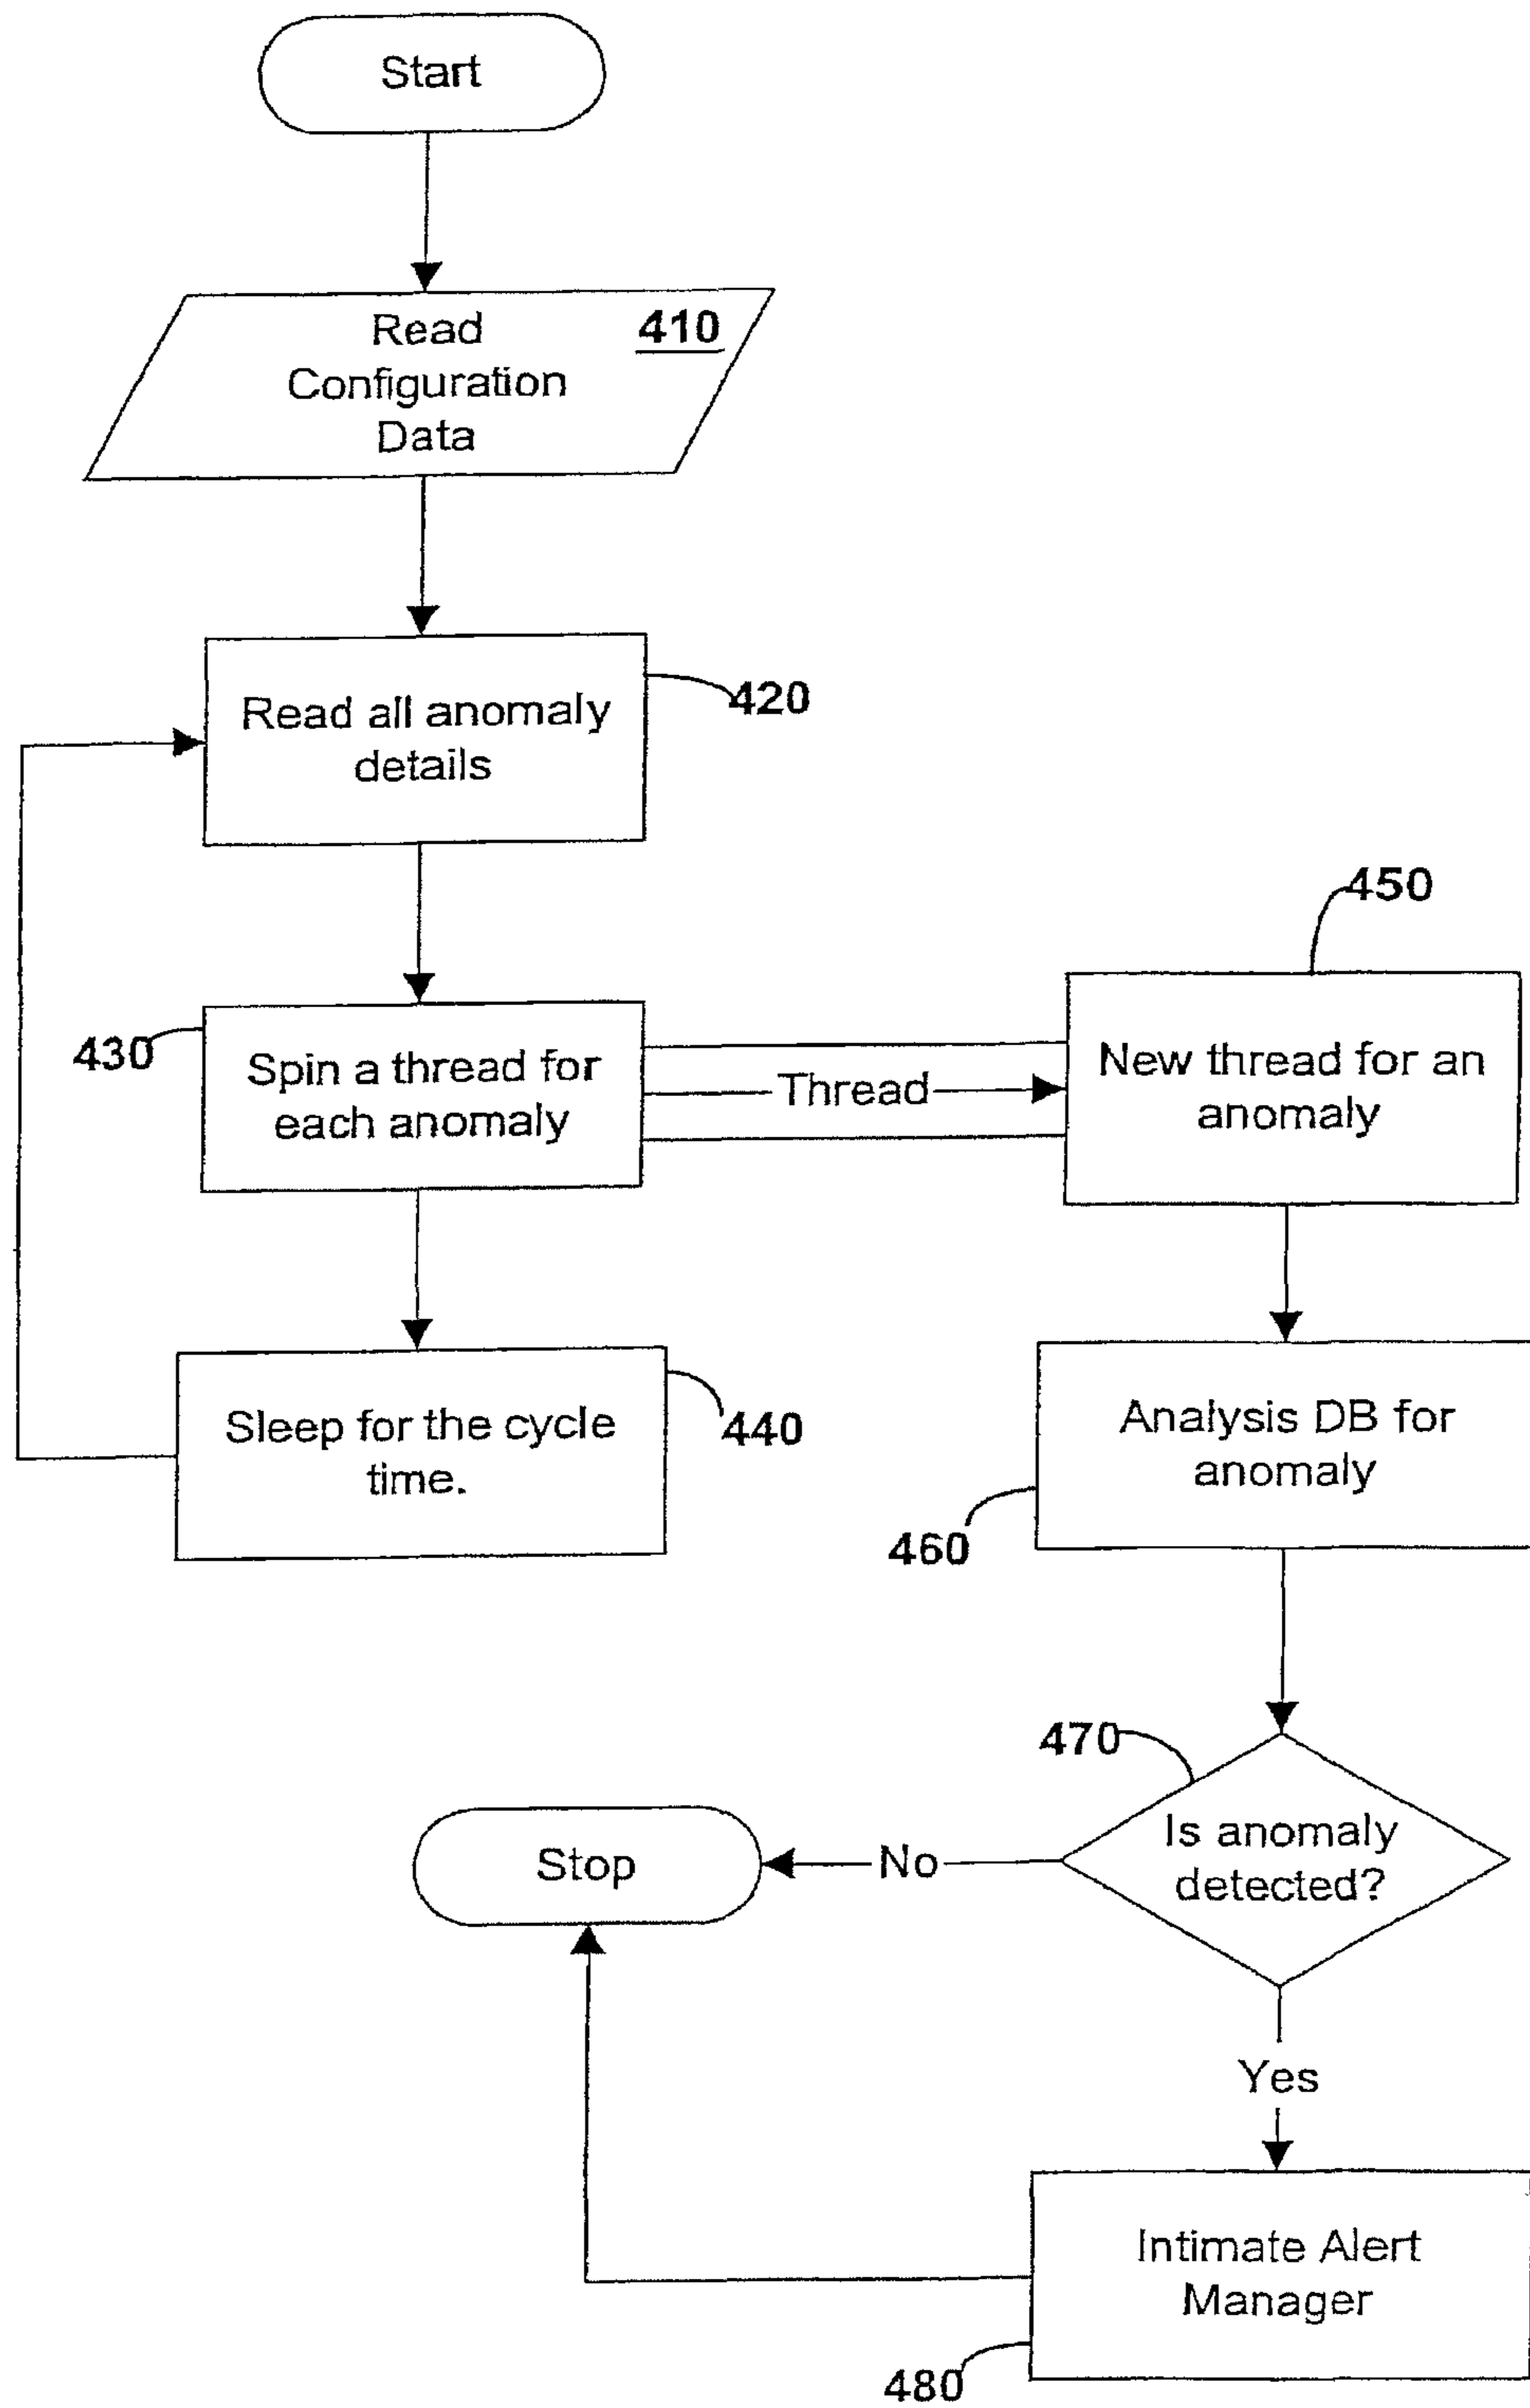 Start
Read
Configuration
Data
410
Read all anomaly
details
420
430
Spin a thread for
each anomaly
Thread
450
New thread for an
anomaly
Sleep for the cycle
time.
440
Analysis DB for
anomaly
460
470
Is anomaly
detected?
No
Stop
Yes
Intimate Alert
Manager
480